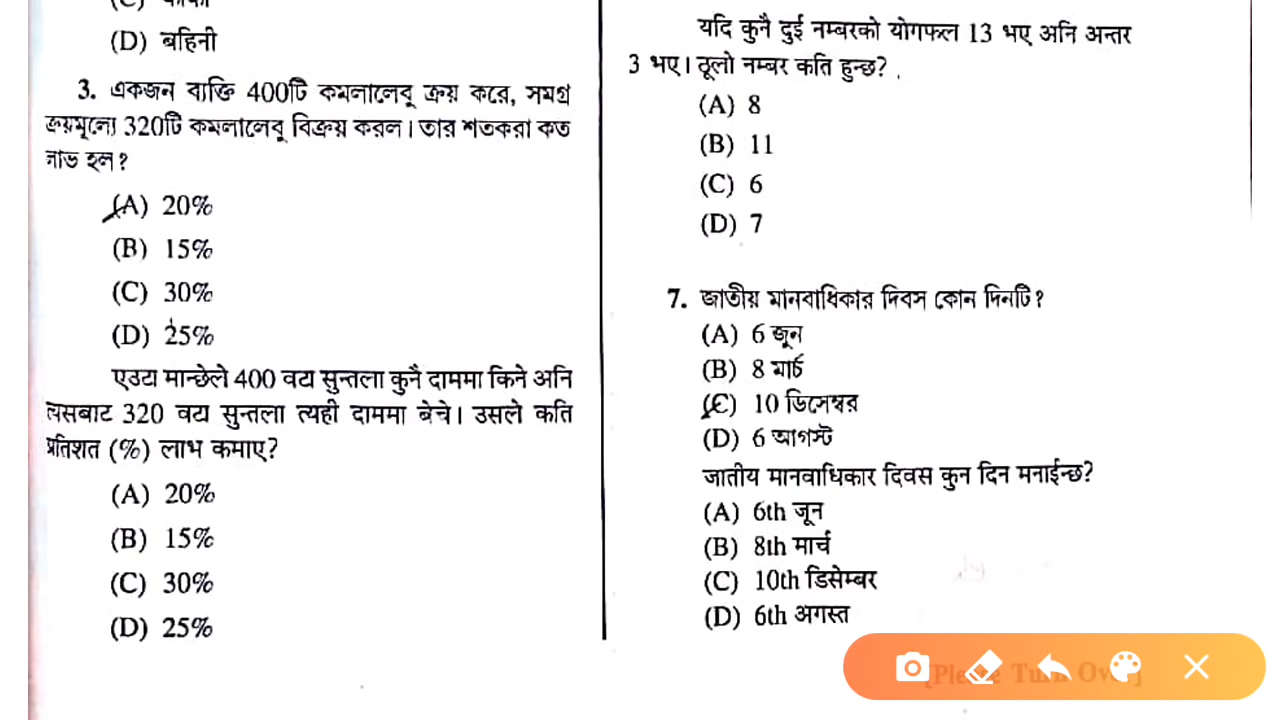 (D) बहिनी
3. একজন ব্যক্তি 400টি কমলালেবু ক্রয় করে, সমগ্র
ক্রয়মূল্যে 320টি কমলালেবু বিক্রয় করল। তার শতকরা কত
লাভ হল?
(A) 20%
(B) 15%
(C) 30%
(D) 25%
एउटा मान्छेले 400 वटा सुन्तला कुनै दाममा किने अनि
त्यसबाट 320 वटा सुन्तला त्यही दाममा बेचे। उसले कति
प्रतिशत (%) लाभ कमाए?
(A) 20%
(B) 15%
(C) 30%
(D) 25%
यदि कुनै दुई नम्बरको योगफल 13 भए अनि अन्तर
3 भए। ठूलो नम्बर कति हुन्छ?
(A) 8
(B) 11
(C) 6
(D) 7
7. জাতীয় মানবাধিকার দিবস কোন দিনটি?
(A) 6 জুন
(B) 8 মার্চ
(C) 10 ডিসেম্বর
(D) 6 আগস্ট
जातीय मानवाधिकार दिवस कुन दिन मनाईन्छ?
(A) 6th जून
(B) 8th मार्च
(C) 10th डिसेम्बर
(D) 6th अगस्त
[Please Turn Over]